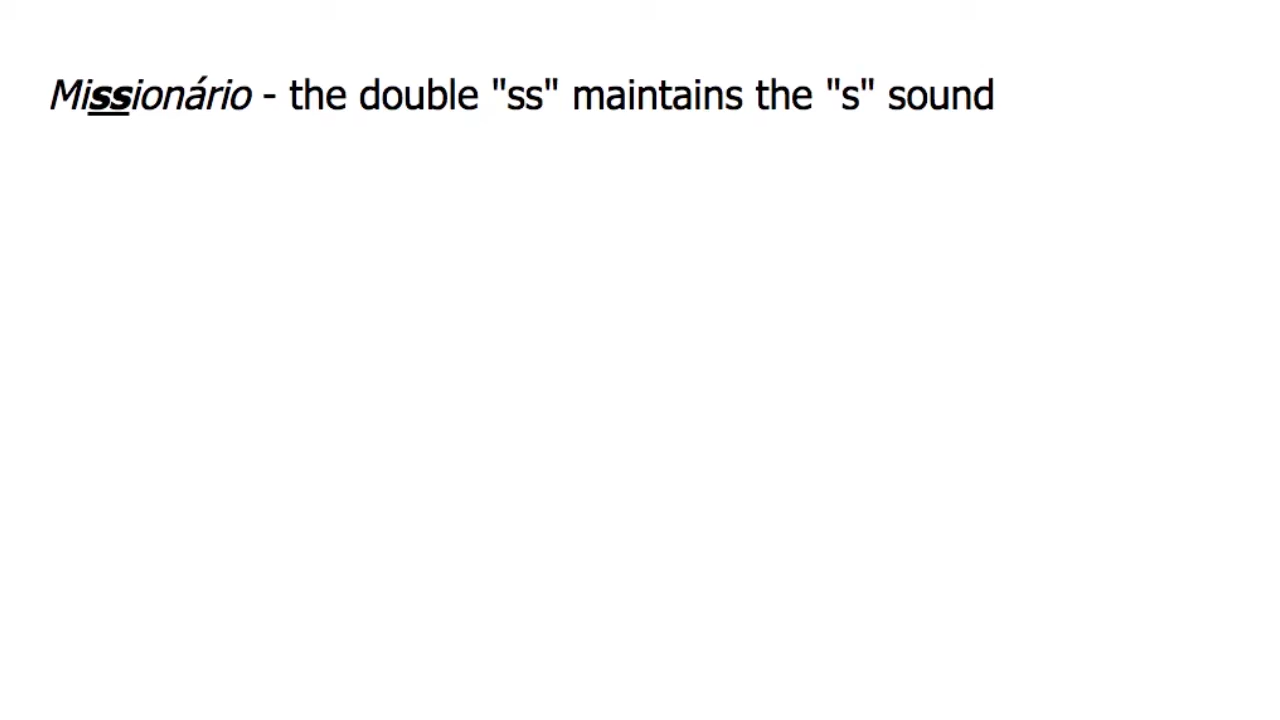 Missionário - the double "ss" maintains the "s" sound